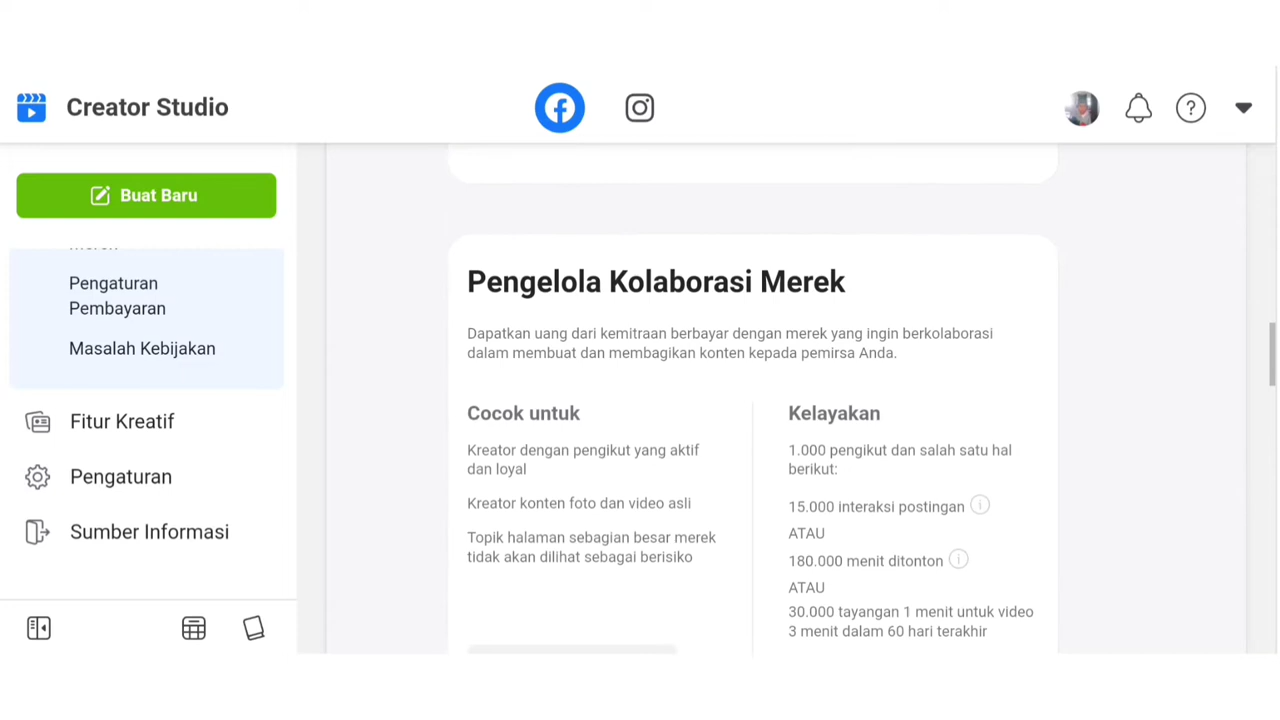 Creator Studio
Buat Baru
Merek
Pengaturan
Pembayaran
Masalah Kebijakan
Fitur Kreatif
Pengaturan
Sumber Informasi
Pengelola Kolaborasi Merek
Dapatkan uang dari kemitraan berbayar dengan merek yang ingin berkolaborasi
dalam membuat dan membagikan konten kepada pemirsa Anda.
Cocok untuk
Kreator dengan pengikut yang aktif
dan loyal
Kreator konten foto dan video asli
Topik halaman sebagian besar merek
tidak akan dilihat sebagai berisiko
Kelayakan
1.000 pengikut dan salah satu hal
berikut:
15.000 interaksi postingan
ATAU
180.000 menit ditonton
ATAU
30.000 tayangan 1 menit untuk video
3 menit dalam 60 hari terakhir